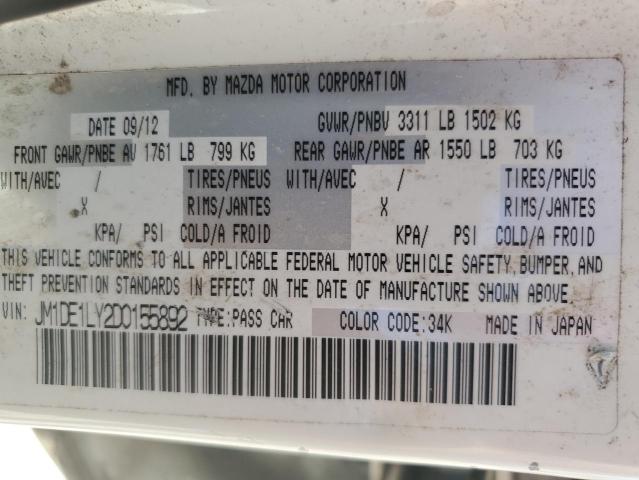 MFD. BY MAZDA MOTOR CORPORATION
DATE 09/12 GVWR/PNBV 3311 LB 1502 KG
FRONT GAWR/PNBE AV 1761 LB 799 KG REAR GAWR/PNBE AR 1550 LB 703 KG
WITH/AVEC / TIRES/PNEUS WITH/AVEC / TIRES/PNEUS
X RIMS/JANTES X RIMS/JANTES
KPA/ PSI COLD/A FROID KPA/ PSI COLD/A FROID
THIS VEHICLE CONFORMS TO ALL APPLICABLE FEDERAL MOTOR VEHICLE SAFETY, BUMPER, AND
THEFT PREVENTION STANDARDS IN EFFECT ON THE DATE OF MANUFACTURE SHOWN ABOVE.
VIN: JM1DE1LY2D0155892 TYPE:PASS CAR COLOR CODE:34K MADE IN JAPAN